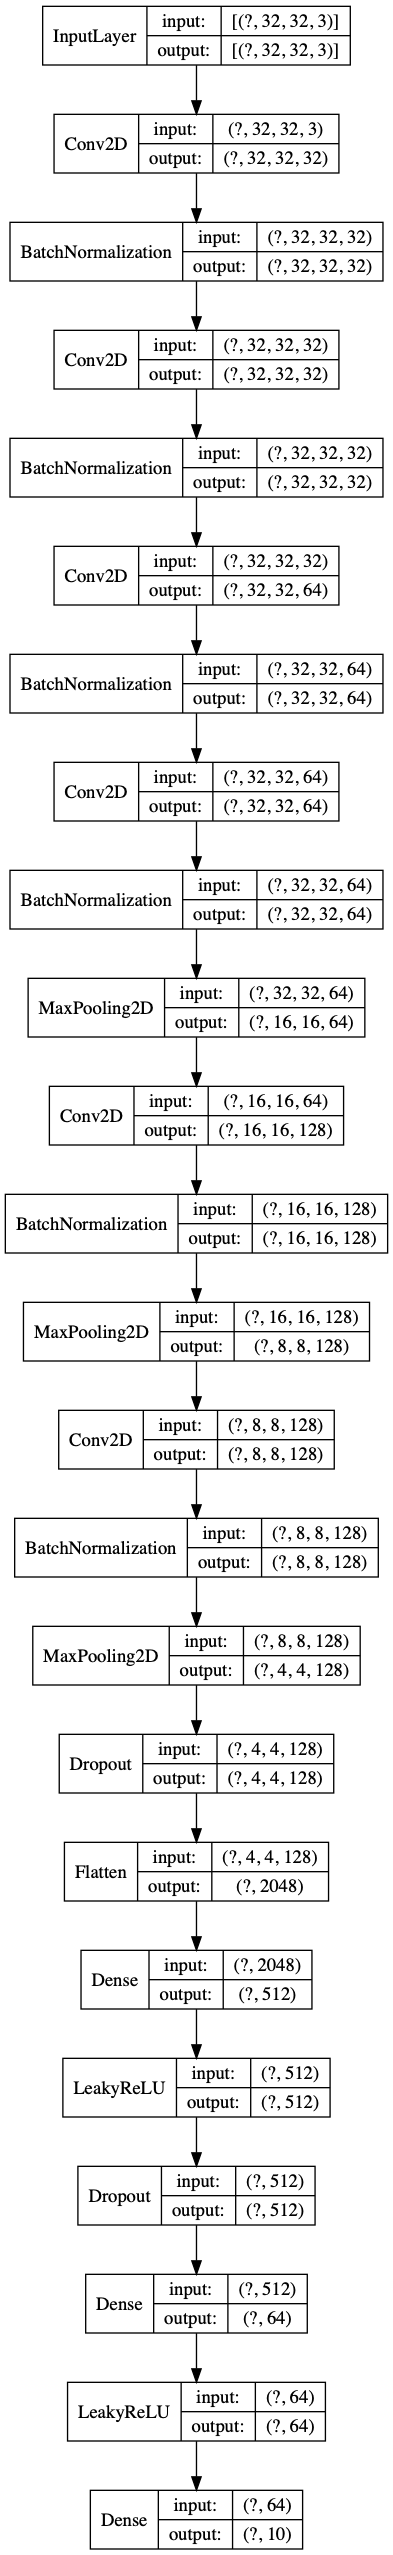 InputLayer
input: [(?, 32, 32, 3)]
output: [(?, 32, 32, 3)]
Conv2D
input: (?, 32, 32, 3)
output: (?, 32, 32, 32)
BatchNormalization
input: (?, 32, 32, 32)
output: (?, 32, 32, 32)
Conv2D
input: (?, 32, 32, 32)
output: (?, 32, 32, 32)
BatchNormalization
input: (?, 32, 32, 32)
output: (?, 32, 32, 32)
Conv2D
input: (?, 32, 32, 32)
output: (?, 32, 32, 64)
BatchNormalization
input: (?, 32, 32, 64)
output: (?, 32, 32, 64)
Conv2D
input: (?, 32, 32, 64)
output: (?, 32, 32, 64)
BatchNormalization
input: (?, 32, 32, 64)
output: (?, 32, 32, 64)
MaxPooling2D
input: (?, 32, 32, 64)
output: (?, 16, 16, 64)
Conv2D
input: (?, 16, 16, 64)
output: (?, 16, 16, 128)
BatchNormalization
input: (?, 16, 16, 128)
output: (?, 16, 16, 128)
MaxPooling2D
input: (?, 16, 16, 128)
output: (?, 8, 8, 128)
Conv2D
input: (?, 8, 8, 128)
output: (?, 8, 8, 128)
BatchNormalization
input: (?, 8, 8, 128)
output: (?, 8, 8, 128)
MaxPooling2D
input: (?, 8, 8, 128)
output: (?, 4, 4, 128)
Dropout
input: (?, 4, 4, 128)
output: (?, 4, 4, 128)
Flatten
input: (?, 4, 4, 128)
output: (?, 2048)
Dense
input: (?, 2048)
output: (?, 512)
LeakyReLU
input: (?, 512)
output: (?, 512)
Dropout
input: (?, 512)
output: (?, 512)
Dense
input: (?, 512)
output: (?, 64)
LeakyReLU
input: (?, 64)
output: (?, 64)
Dense
input: (?, 64)
output: (?, 10)